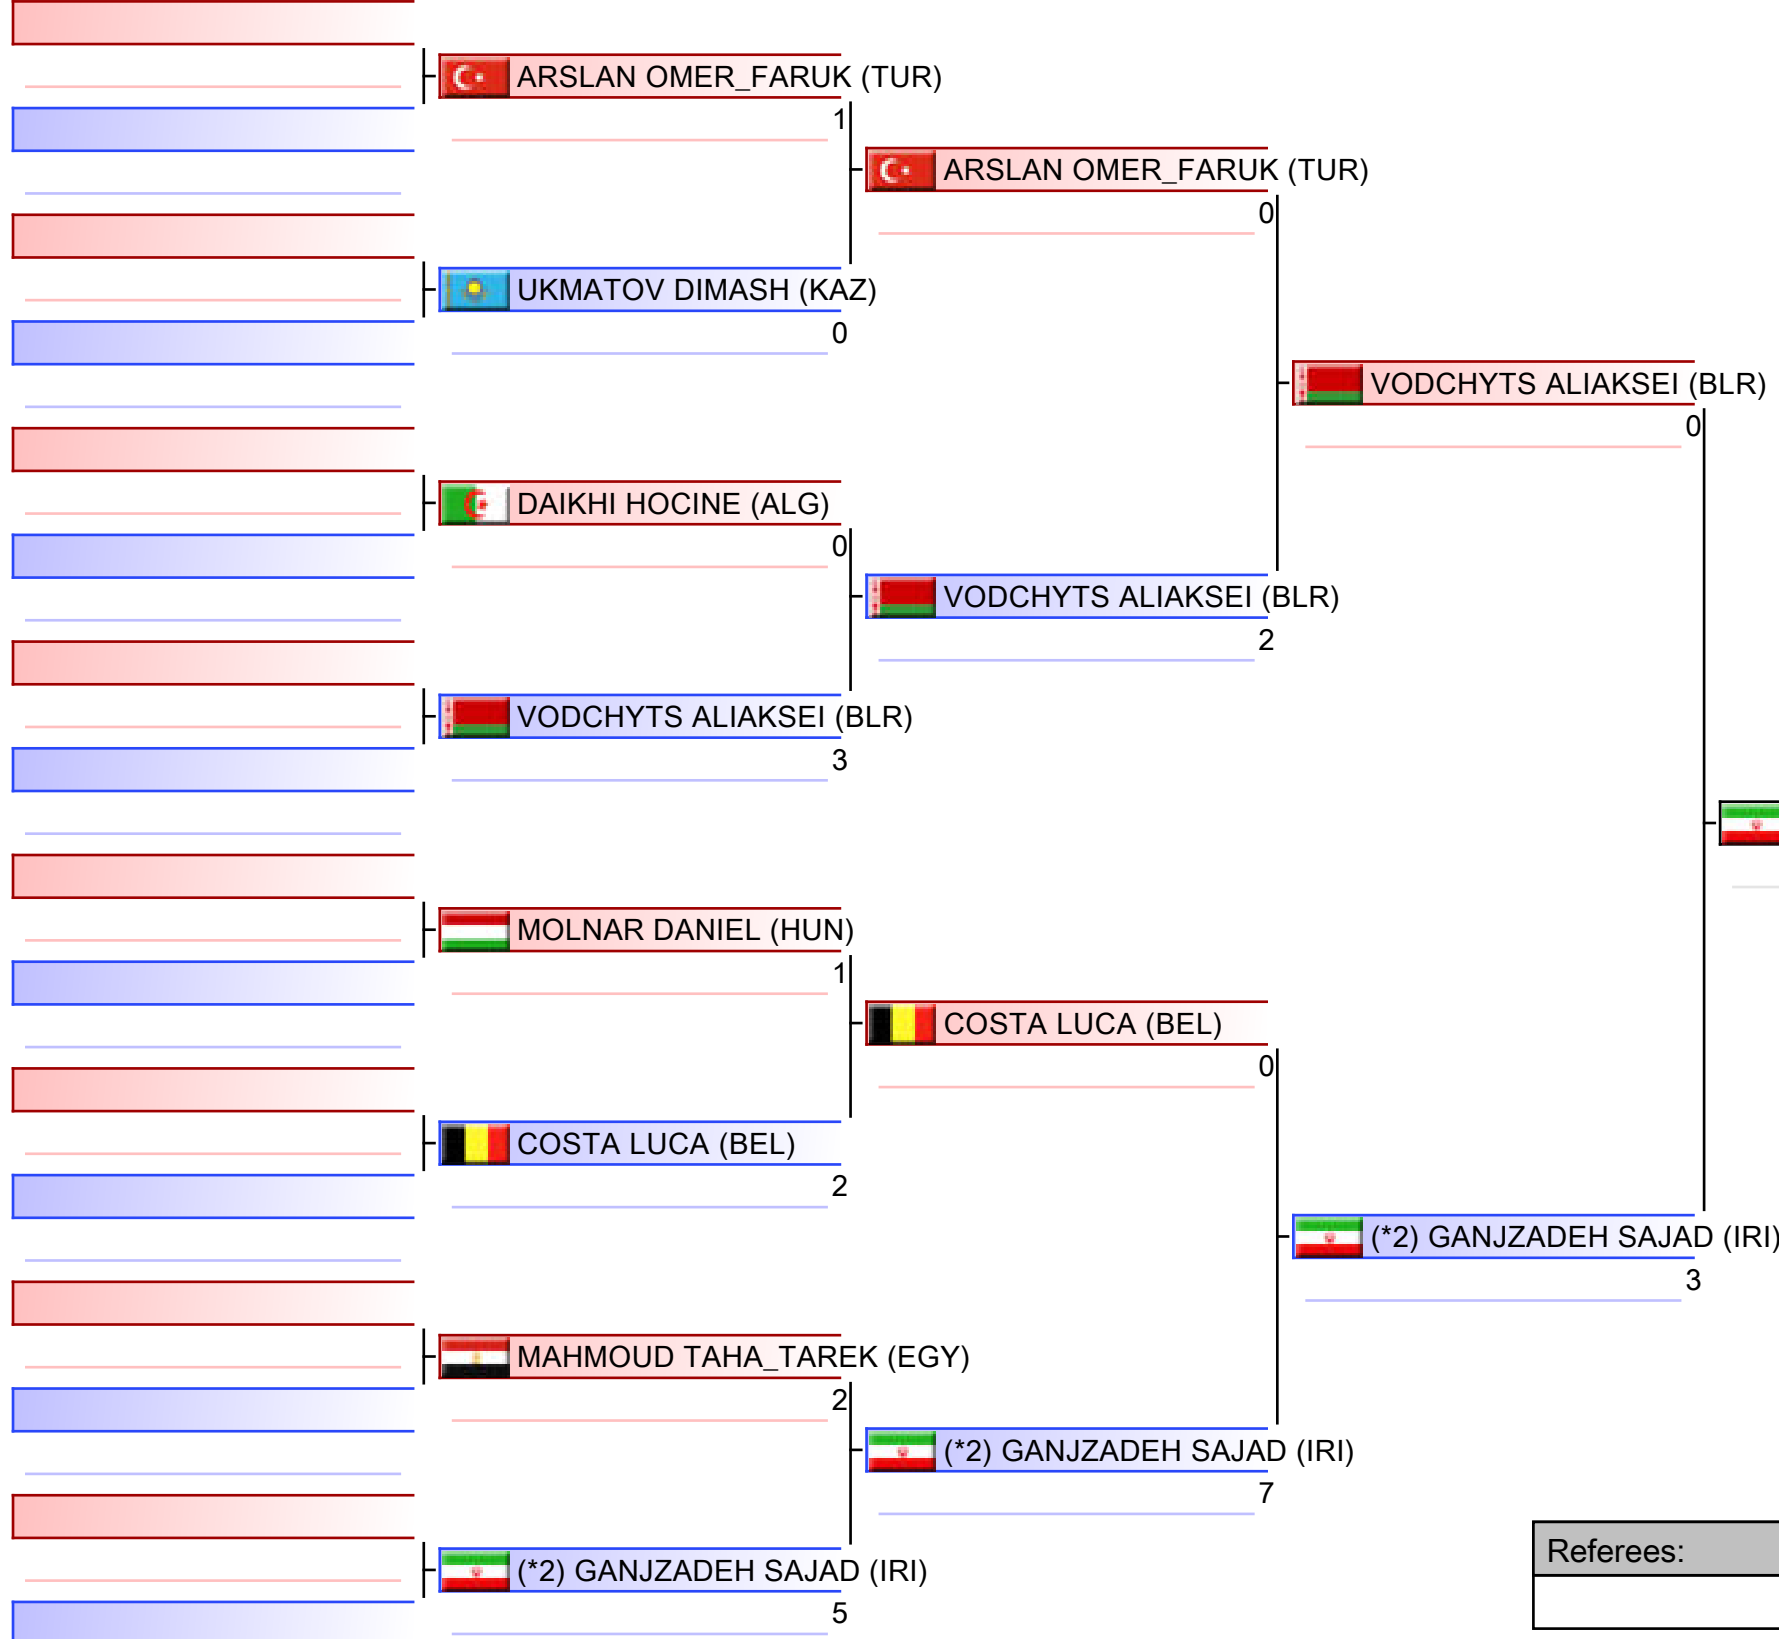 ARSLAN OMER_FARUK (TUR)
1
ARSLAN OMER_FARUK (TUR)
0
UKMATOV DIMASH (KAZ)
0
VODCHYTS ALIAKSEI (BLR)
0
DAIKHI HOCINE (ALG)
0
VODCHYTS ALIAKSEI (BLR)
2
VODCHYTS ALIAKSEI (BLR)
3
MOLNAR DANIEL (HUN)
1
COSTA LUCA (BEL)
0
COSTA LUCA (BEL)
2
(*2) GANJZADEH SAJAD (IRI)
3
MAHMOUD TAHA_TAREK (EGY)
2
(*2) GANJZADEH SAJAD (IRI)
7
(*2) GANJZADEH SAJAD (IRI)
5
Referees: